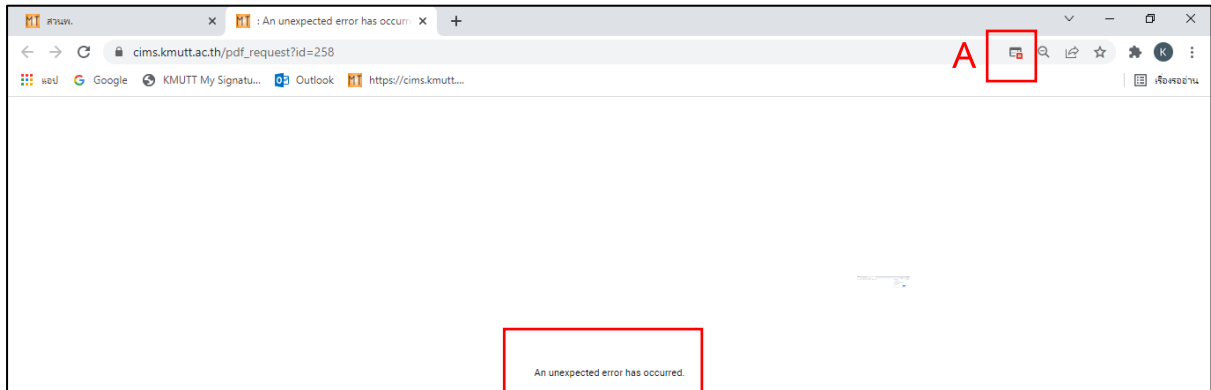 สวนพ.
: An unexpected error has occurr
A
cims.kmutt.ac.th/pdf_request?id=258
K
แอป
Google
KMUTT My Signatu...
Outlook
https://cims.kmutt....
เรื่องรออ่าน
An unexpected error has occurred.